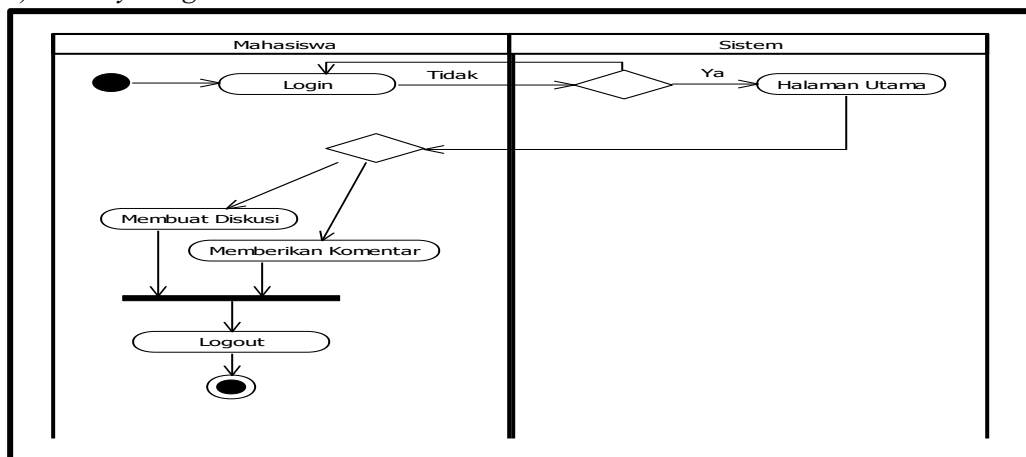 Mahasiswa
Sistem
Login
Tidak
Ya
Halaman Utama
Membuat Diskusi
Memberikan Komentar
Logout